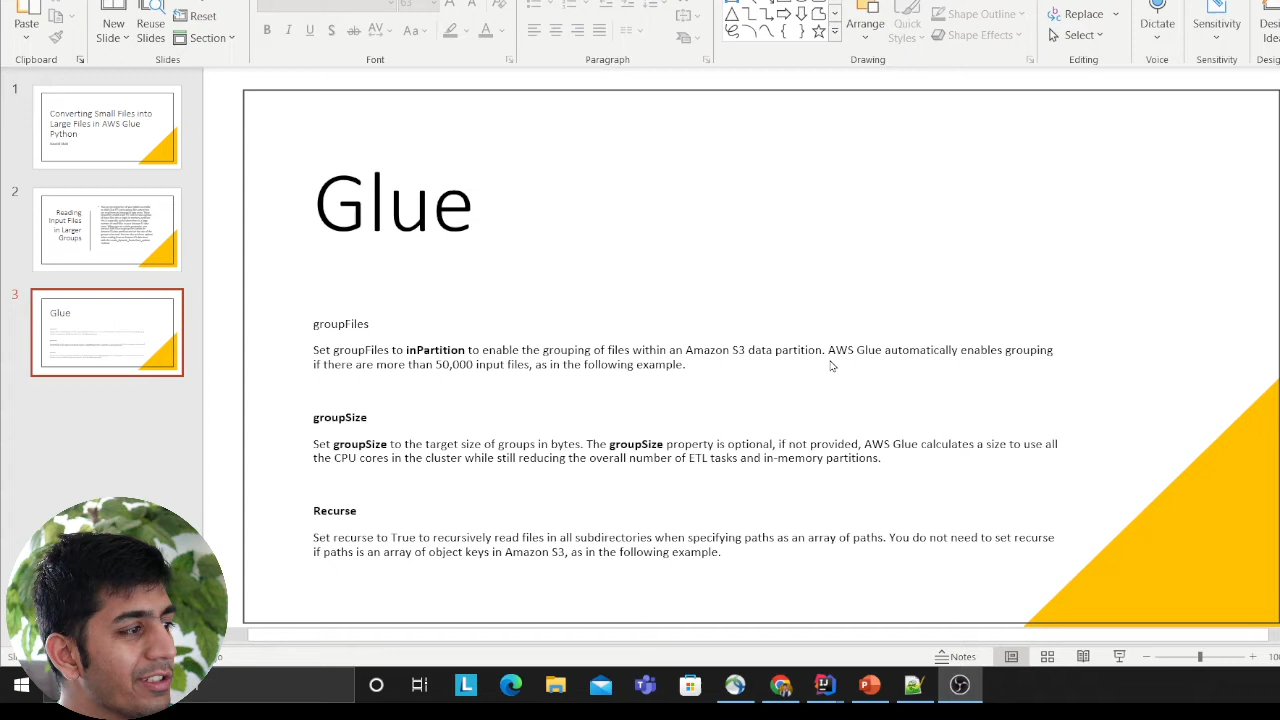 Paste
New
Slide
Reuse
Slides
Reset
Section
63
B
I
U
S
ab
AV
Aa
A
Arrange
Quick
Styles
Shape Outline
Shape Effects
Replace
Select
Dictate
Sensitivity
Clipboard
Slides
Font
Paragraph
Drawing
Editing
Voice
Sensitivity
1
Converting Small Files into
Large Files in AWS Glue
Python
2
Reading
Input Files
in Larger
Groups
3
Glue
Glue
groupFiles
Set groupFiles to inPartition to enable the grouping of files within an Amazon S3 data partition. AWS Glue automatically enables grouping
if there are more than 50,000 input files, as in the following example.
groupSize
Set groupSize to the target size of groups in bytes. The groupSize property is optional, if not provided, AWS Glue calculates a size to use all
the CPU cores in the cluster while still reducing the overall number of ETL tasks and in-memory partitions.
Recurse
Set recurse to True to recursively read files in all subdirectories when specifying paths as an array of paths. You do not need to set recurse
if paths is an array of object keys in Amazon S3, as in the following example.
Notes